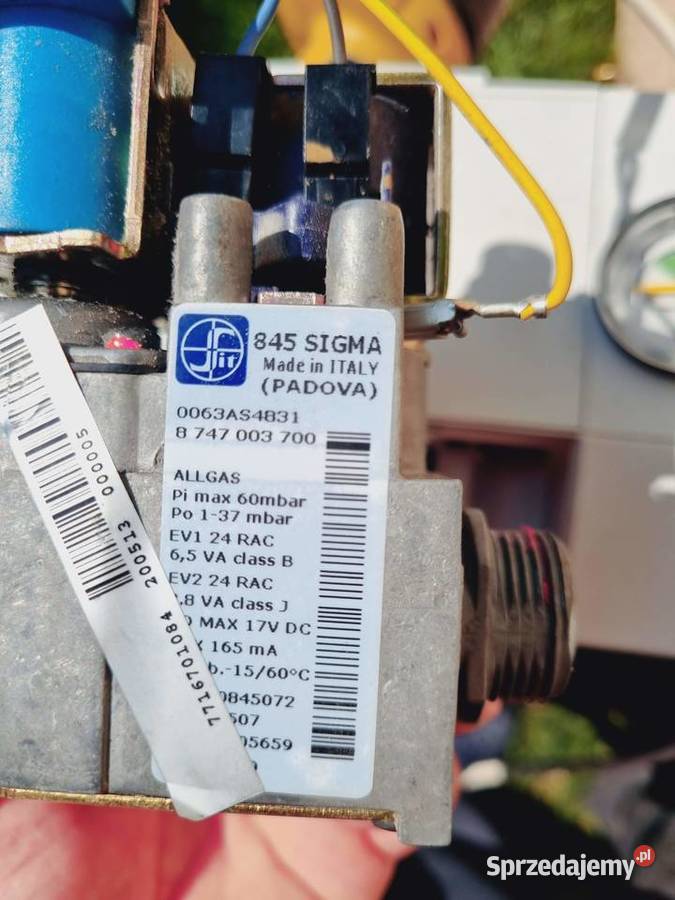 sit
845 SIGMA
Made in ITALY
(PADOVA)
0063AS4831
8 747 003 700
ALLGAS
Pi max 60mbar
Po 1-37 mbar
EV1 24 RAC
6,5 VA class B
EV2 24 RAC
,8 VA class J
MAX 17V DC
165 mA
b.-15/60°C
0845072
507
05659
7716701084 200513 000005
Sprzedajemy.pl